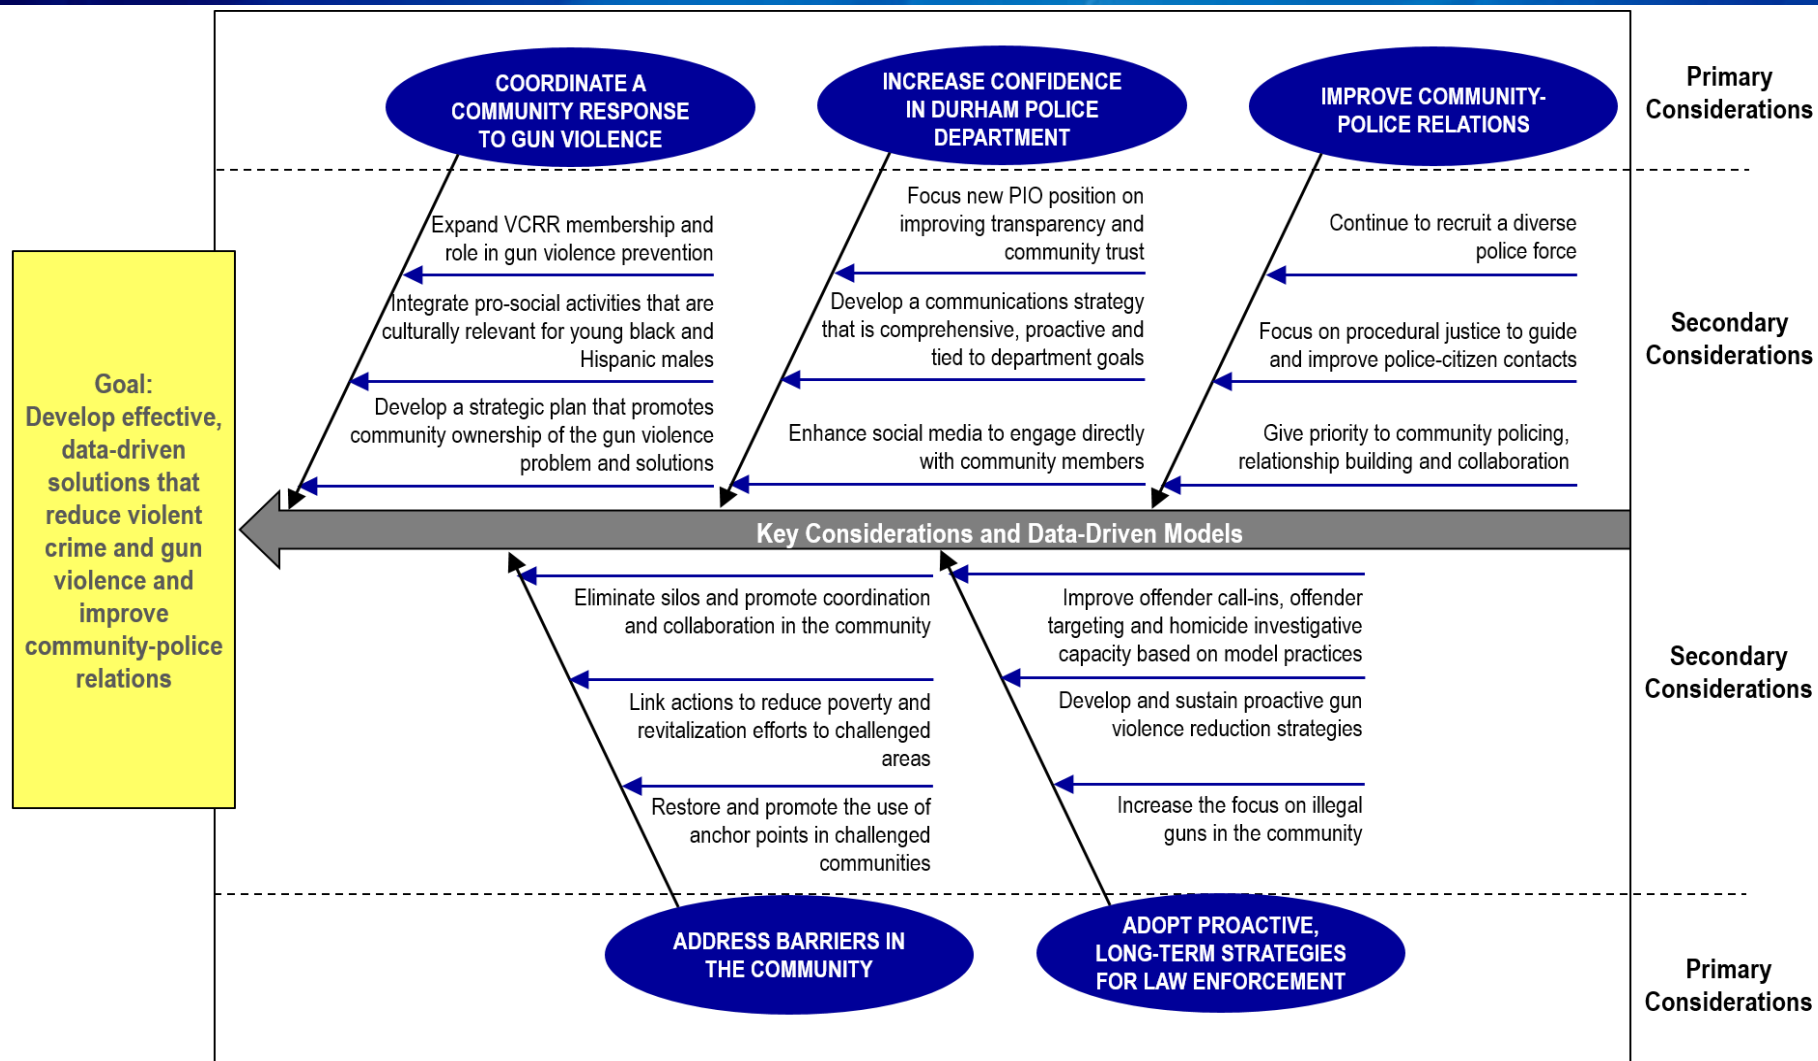 COORDINATE A
COMMUNITY RESPONSE
TO GUN VIOLENCE
INCREASE CONFIDENCE
IN DURHAM POLICE
DEPARTMENT
IMPROVE COMMUNITY-
POLICE RELATIONS
Primary
Considerations
Expand VCRR membership and
role in gun violence prevention
Integrate pro-social activities that are
culturally relevant for young black and
Hispanic males
Develop a strategic plan that promotes
community ownership of the gun violence
problem and solutions
Focus new PIO position on
improving transparency and
community trust
Develop a communications strategy
that is comprehensive, proactive and
tied to department goals
Enhance social media to engage directly
with community members
Continue to recruit a diverse
police force
Focus on procedural justice to guide
and improve police-citizen contacts
Give priority to community policing,
relationship building and collaboration
Secondary
Considerations
Goal:
Develop effective,
data-driven
solutions that
reduce violent
crime and gun
violence and
improve
community-police
relations
Key Considerations and Data-Driven Models
Eliminate silos and promote coordination
and collaboration in the community
Link actions to reduce poverty and
revitalization efforts to challenged
areas
Restore and promote the use of
anchor points in challenged
communities
Improve offender call-ins, offender
targeting and homicide investigative
capacity based on model practices
Develop and sustain proactive gun
violence reduction strategies
Increase the focus on illegal
guns in the community
Secondary
Considerations
ADDRESS BARRIERS IN
THE COMMUNITY
ADOPT PROACTIVE,
LONG-TERM STRATEGIES
FOR LAW ENFORCEMENT
Primary
Considerations